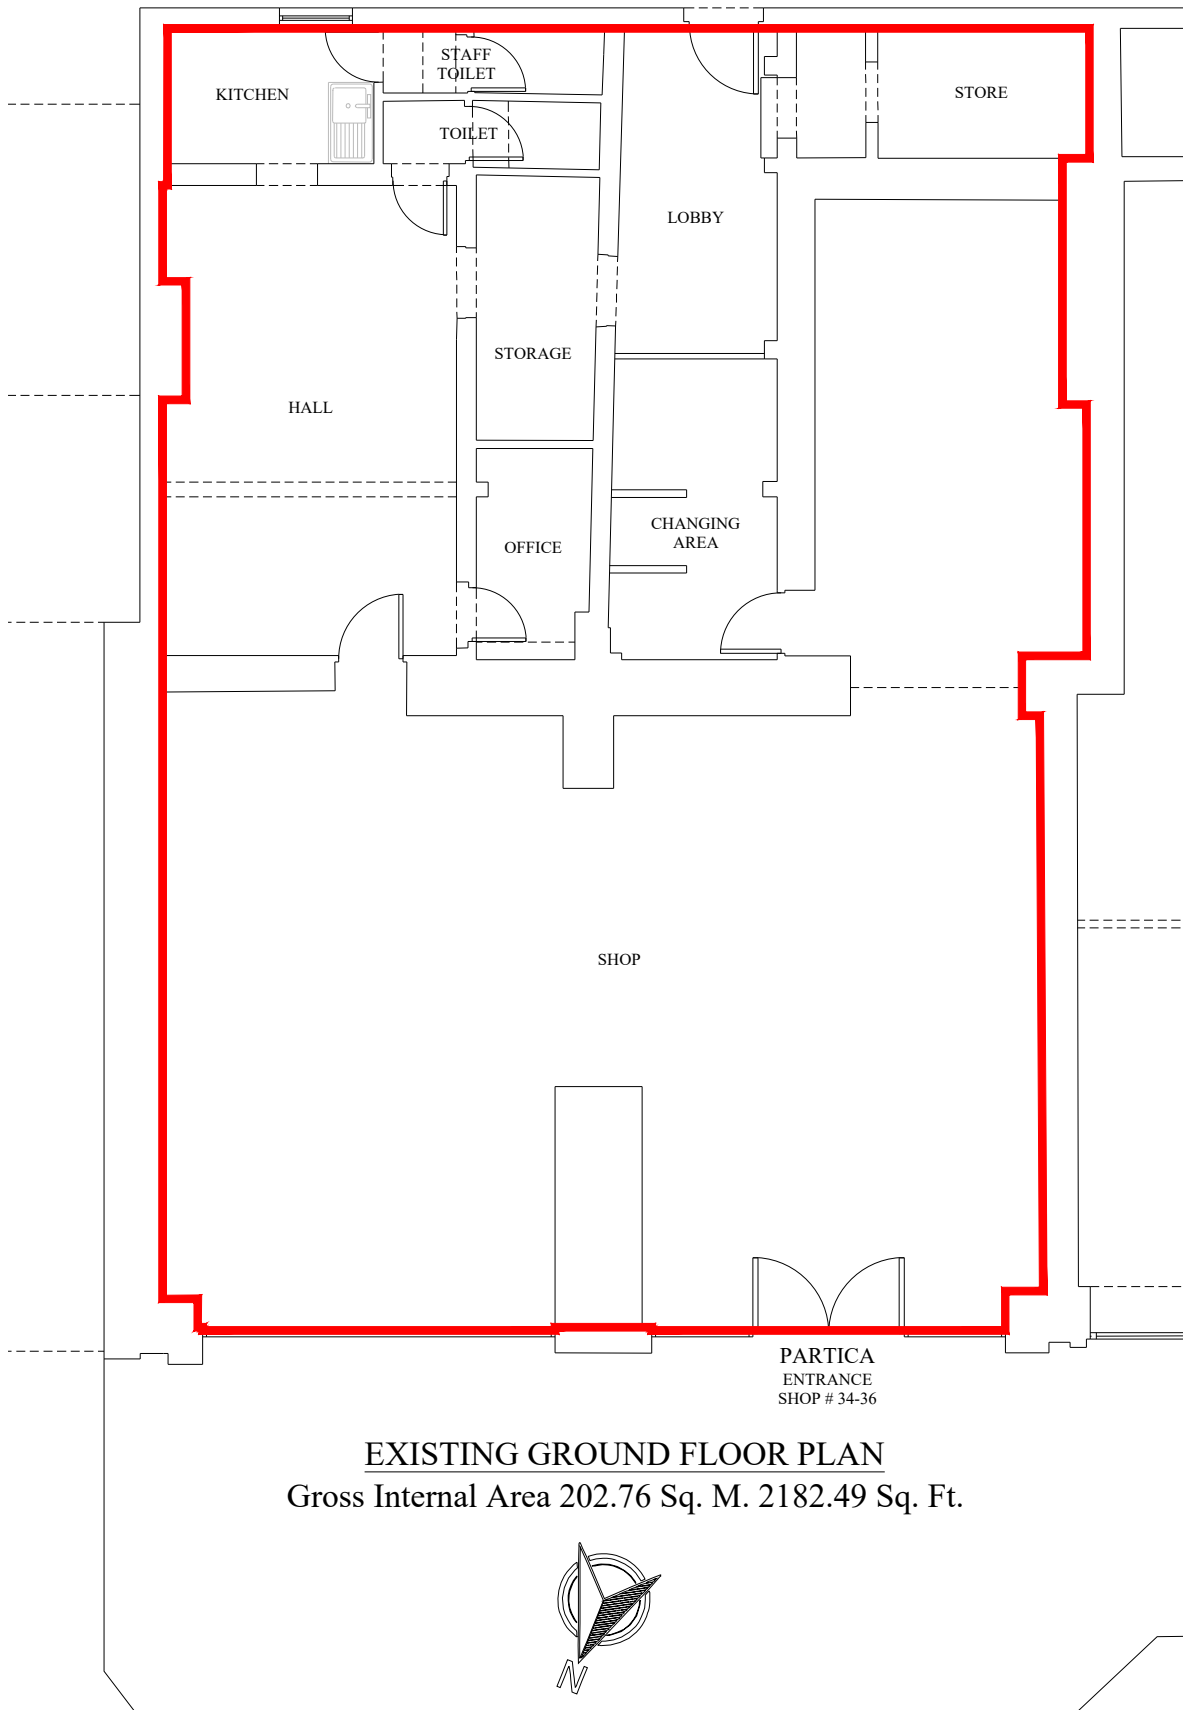 STAFF
TOILET
KITCHEN
STORE
TOILET
LOBBY
STORAGE
HALL
CHANGING
AREA
OFFICE
SHOP
PARTICA
ENTRANCE
SHOP # 34-36
EXISTING GROUND FLOOR PLAN
Gross Internal Area 202.76 Sq. M. 2182.49 Sq. Ft.
N